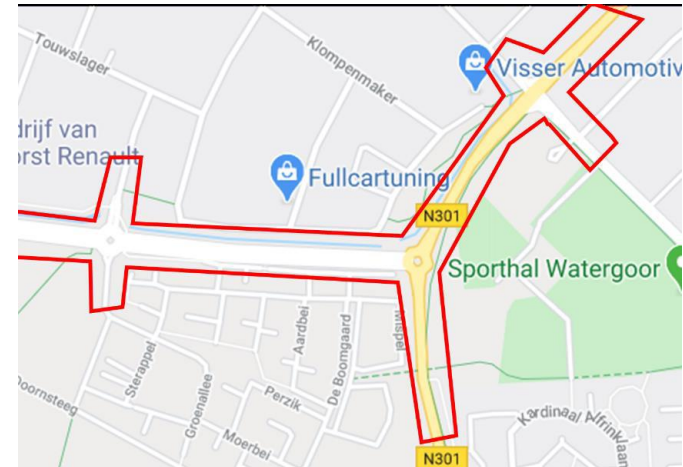 Touwslager
Klompenmaker
Visser Automotiv
drijf van
orst Renault
Fullcartuning
N301
Sporthal Watergoor
Aardbei
De Boomgaard
Mispel
Sterappel
Groenallee
Perzik
Doornsteeg
Moerbei
Kardinaal Alfrinklaan
N301